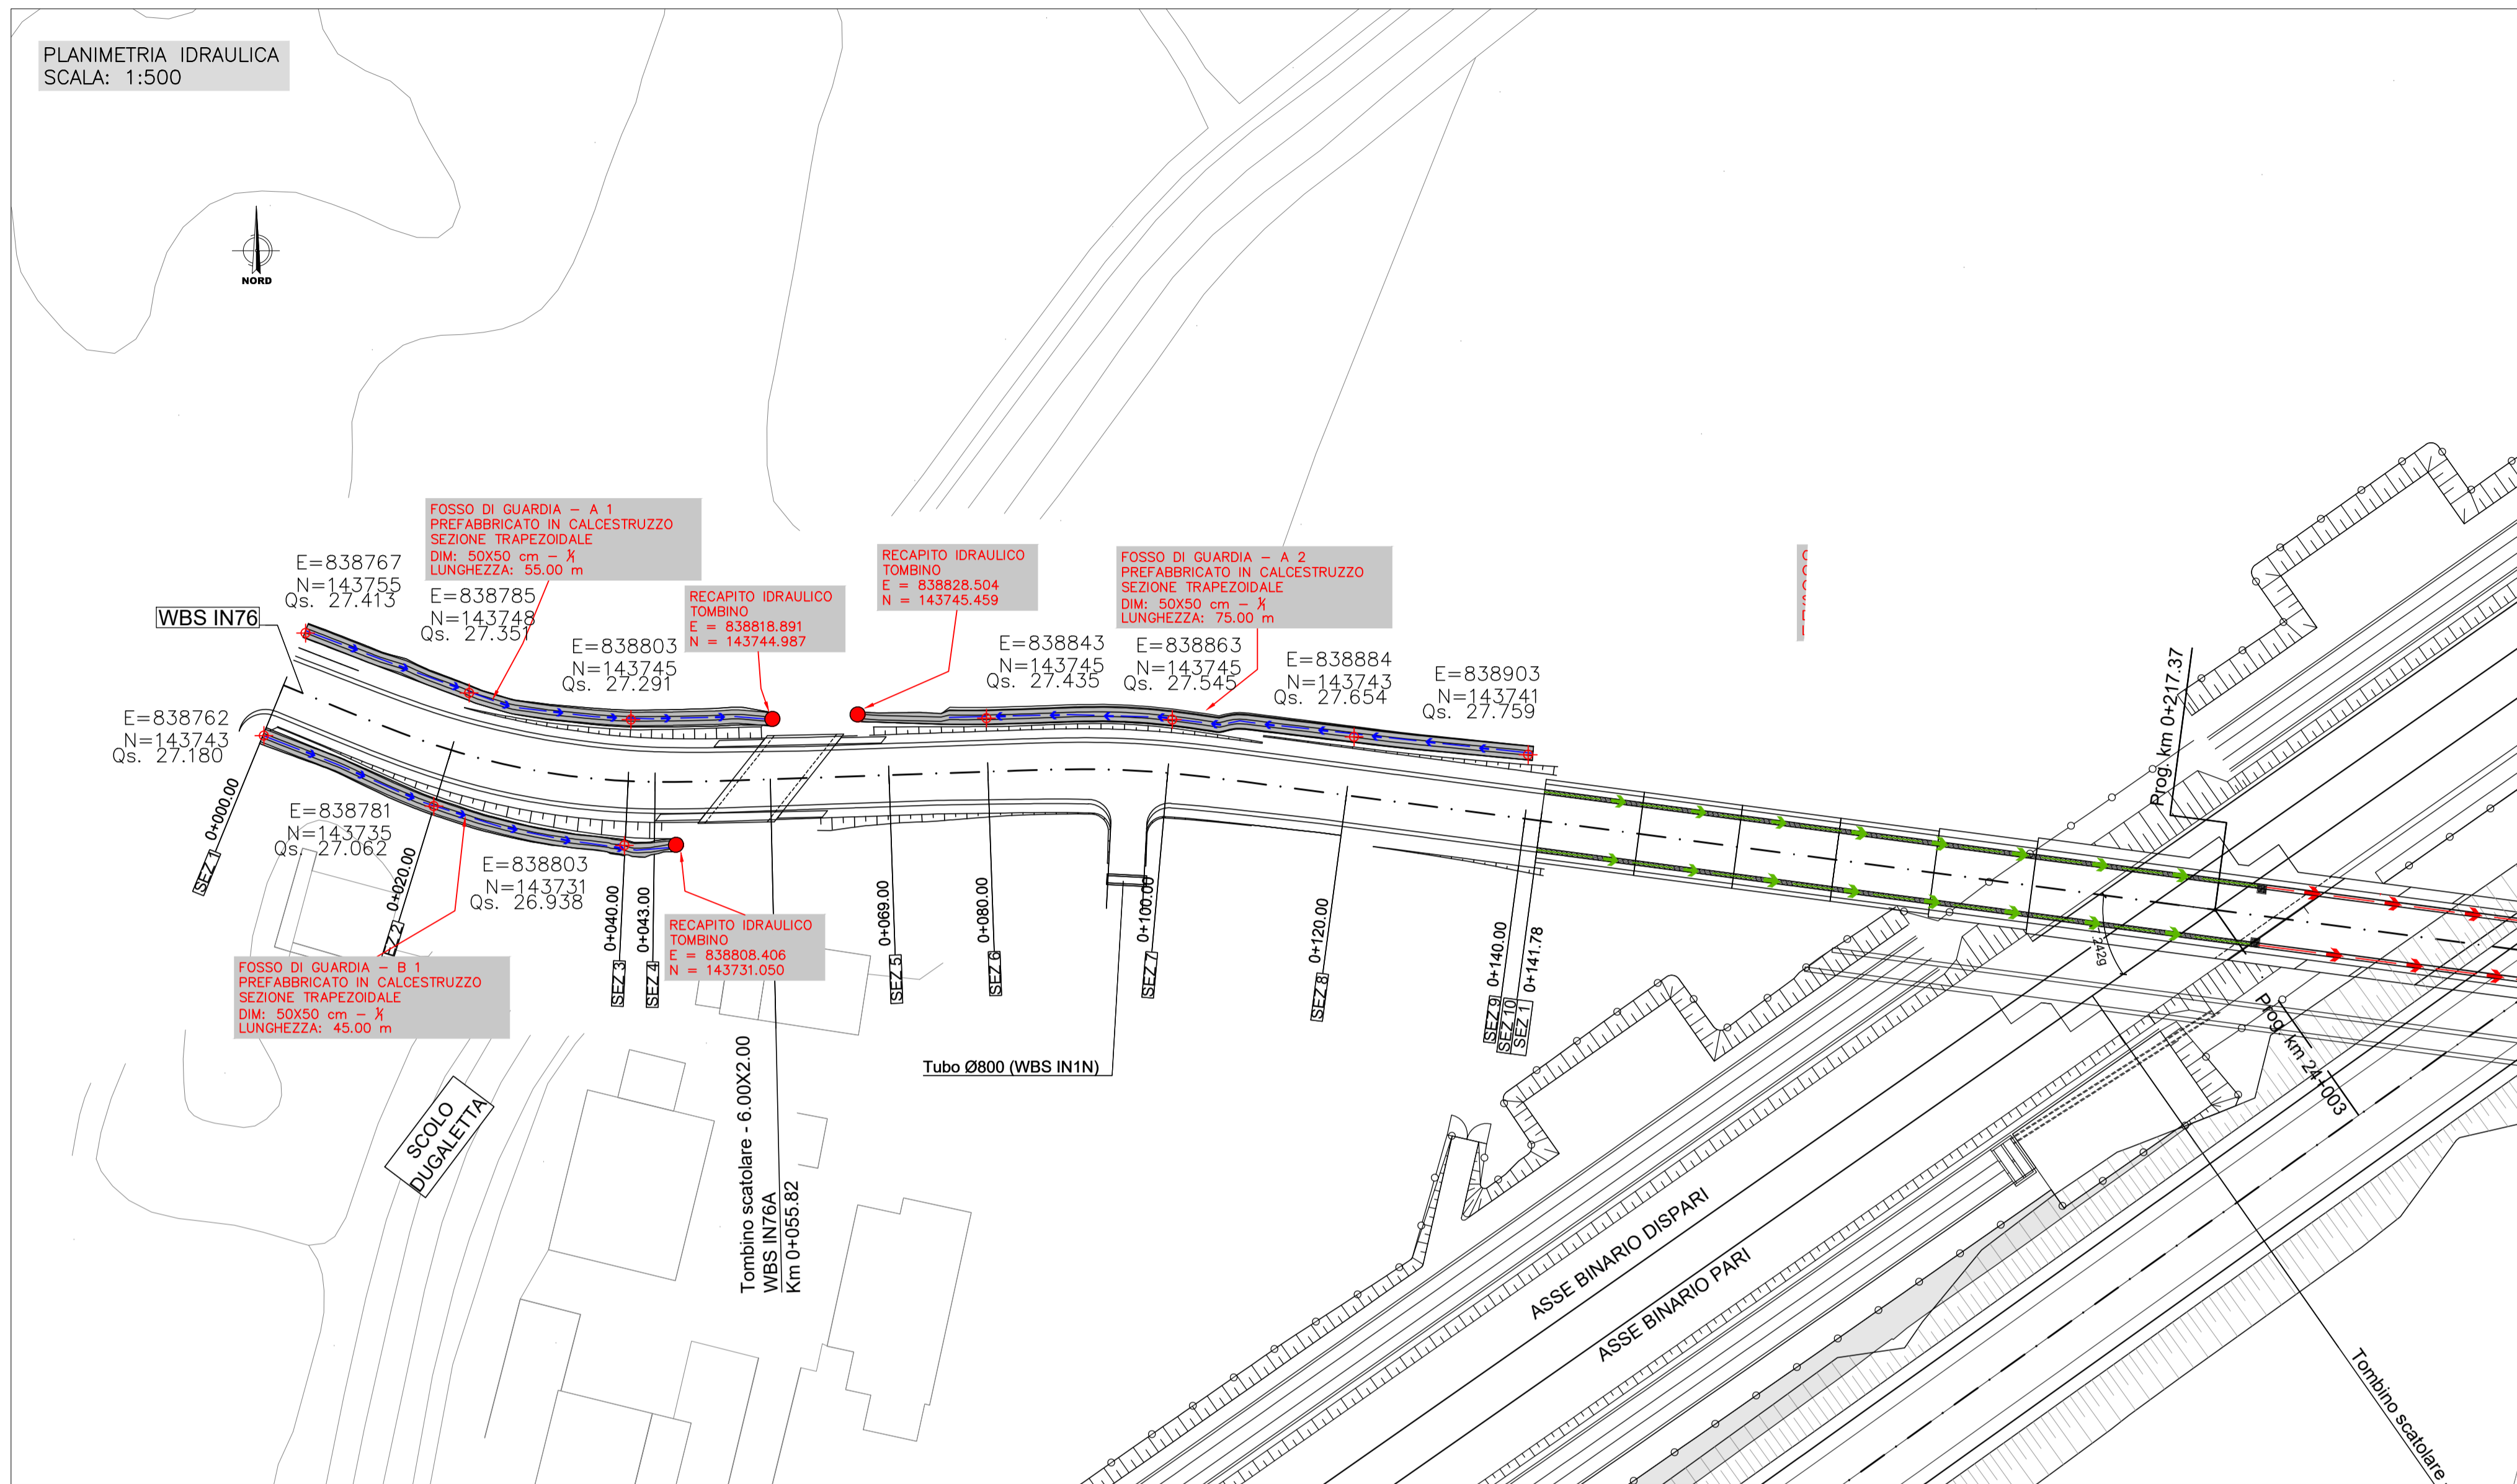 PLANIMETRIA IDRAULICA
SCALA: 1:500
NORD
FOSSO DI GUARDIA - A 1
PREFABBRICATO IN CALCESTRUZZO
SEZIONE TRAPEZOIDALE
DIM: 50X50 cm - 1/1
LUNGHEZZA: 55.00 m
E=838767
N=143755
Qs. 27.413
E=838785
N=143748
Qs. 27.351
WBS IN76
E=838803
N=143745
Qs. 27.291
RECAPITO IDRAULICO
TOMBINO
E = 838818.891
N = 143744.987
RECAPITO IDRAULICO
TOMBINO
E = 838828.504
N = 143745.459
FOSSO DI GUARDIA - A 2
PREFABBRICATO IN CALCESTRUZZO
SEZIONE TRAPEZOIDALE
DIM: 50X50 cm - 1/1
LUNGHEZZA: 75.00 m
E=838843
N=143745
Qs. 27.435
E=838863
N=143745
Qs. 27.545
E=838884
N=143743
Qs. 27.654
E=838903
N=143741
Qs. 27.759
Prog. km 0+217.37
E=838762
N=143743
Qs. 27.180
E=838781
N=143735
Qs. 27.062
E=838803
N=143731
Qs. 26.938
SEZ 1 0+000.00
EZ 2 0+020.00
SEZ 3 0+040.00
SEZ 4 0+043.00
SEZ 5 0+069.00
SEZ 6 0+080.00
SEZ 7 0+100.00
SEZ 8 0+120.00
SEZ 9 0+140.00
SEZ 10
SEZ 1 0+141.78
RECAPITO IDRAULICO
TOMBINO
E = 838808.406
N = 143731.050
FOSSO DI GUARDIA - B 1
PREFABBRICATO IN CALCESTRUZZO
SEZIONE TRAPEZOIDALE
DIM: 50X50 cm - 1/1
LUNGHEZZA: 45.00 m
SCOLO
DUGALETTA
Tombino scatolare - 6.00X2.00
WBS IN76A
Km 0+055.82
Tubo Ø800 (WBS IN1N)
2429
Prog. km 24+003
ASSE BINARIO DISPARI
ASSE BINARIO PARI
Tombino scatolare